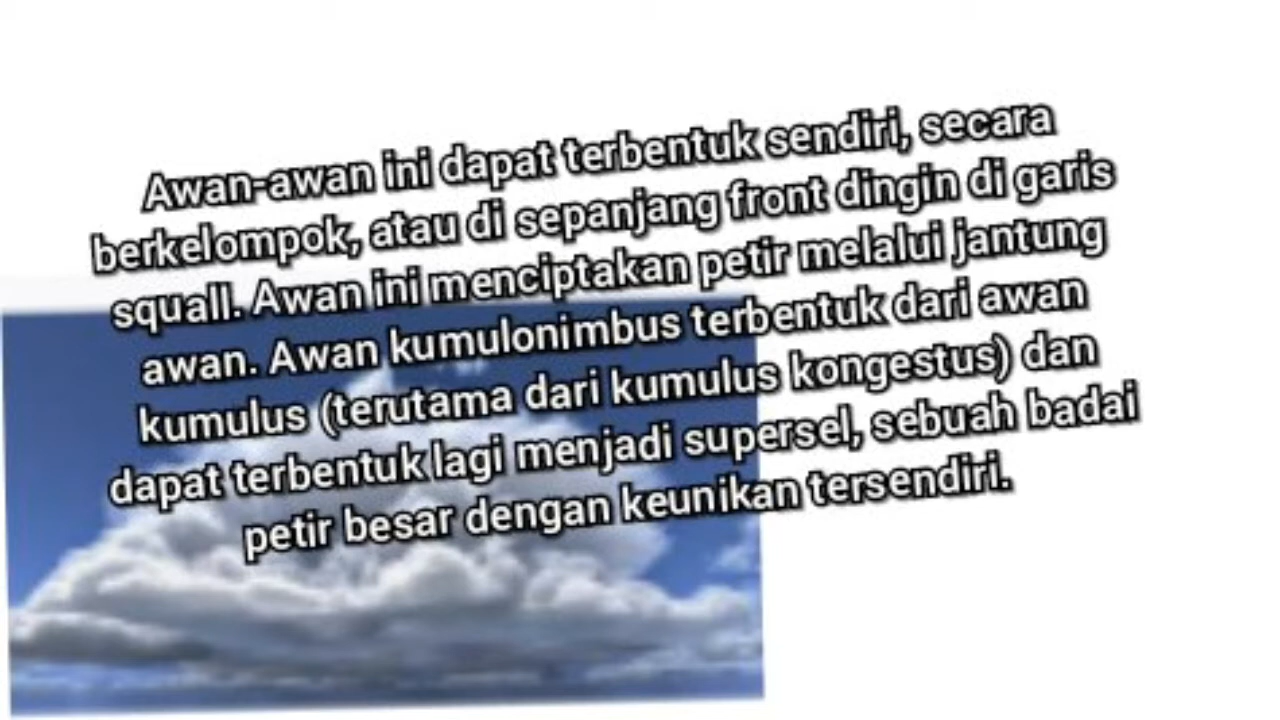 Awan-awan ini dapat terbentuk sendiri, secara
berkelompok, atau di sepanjang front dingin di garis
squall. Awan ini menciptakan petir melalui jantung
awan. Awan kumulonimbus terbentuk dari awan
kumulus (terutama dari kumulus kongestus) dan
dapat terbentuk lagi menjadi supersel, sebuah badai
petir besar dengan keunikan tersendiri.